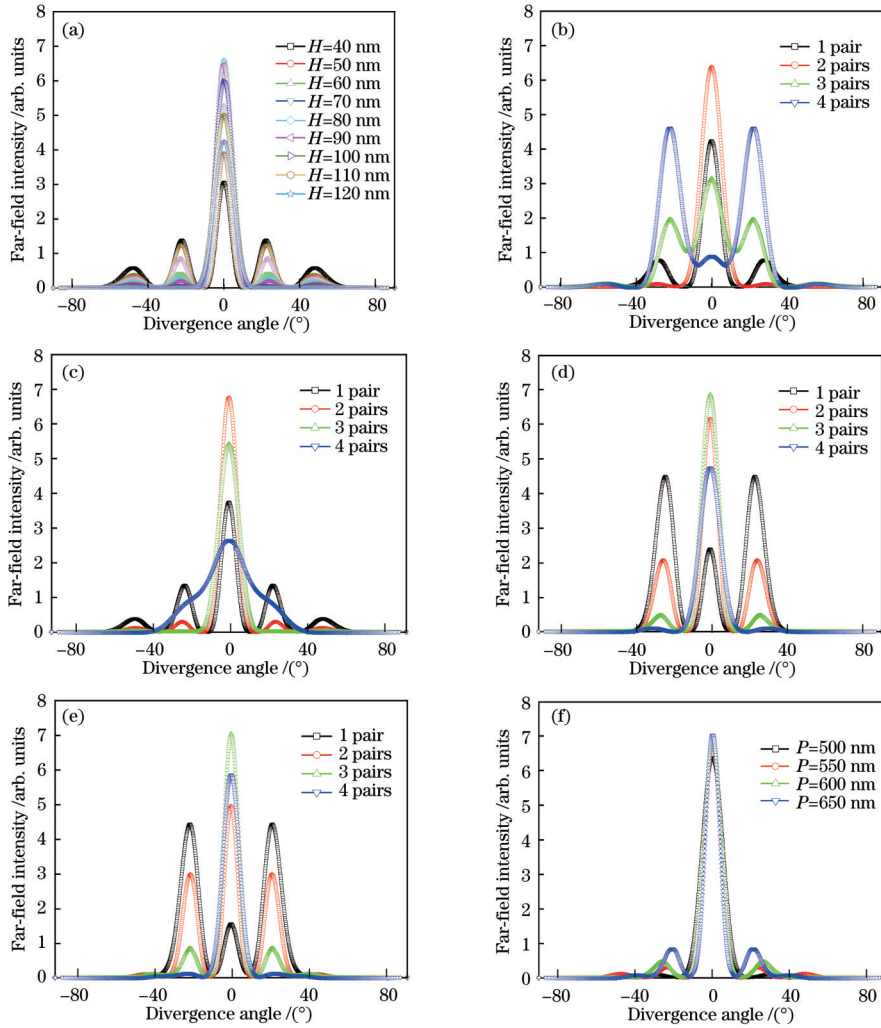 (a)
H=40 nm
H=50 nm
H=60 nm
H=70 nm
H=80 nm
H=90 nm
H=100 nm
H=110 nm
H=120 nm
8
7
6
5
4
3
2
1
0
−80 −40 0 40 80
Far-field intensity /arb. units
Divergence angle /(°)
(b)
1 pair
2 pairs
3 pairs
4 pairs
8
7
6
5
4
3
2
1
0
−80 −40 0 40 80
Far-field intensity /arb. units
Divergence angle /(°)
(c)
1 pair
2 pairs
3 pairs
4 pairs
8
7
6
5
4
3
2
1
0
−80 −40 0 40 80
Far-field intensity /arb. units
Divergence angle /(°)
(d)
1 pair
2 pairs
3 pairs
4 pairs
8
7
6
5
4
3
2
1
0
−80 −40 0 40 80
Far-field intensity /arb. units
Divergence angle /(°)
(e)
1 pair
2 pairs
3 pairs
4 pairs
8
7
6
5
4
3
2
1
0
−80 −40 0 40 80
Far-field intensity /arb. units
Divergence angle /(°)
(f)
P=500 nm
P=550 nm
P=600 nm
P=650 nm
8
7
6
5
4
3
2
1
0
−80 −40 0 40 80
Far-field intensity /arb. units
Divergence angle /(°)